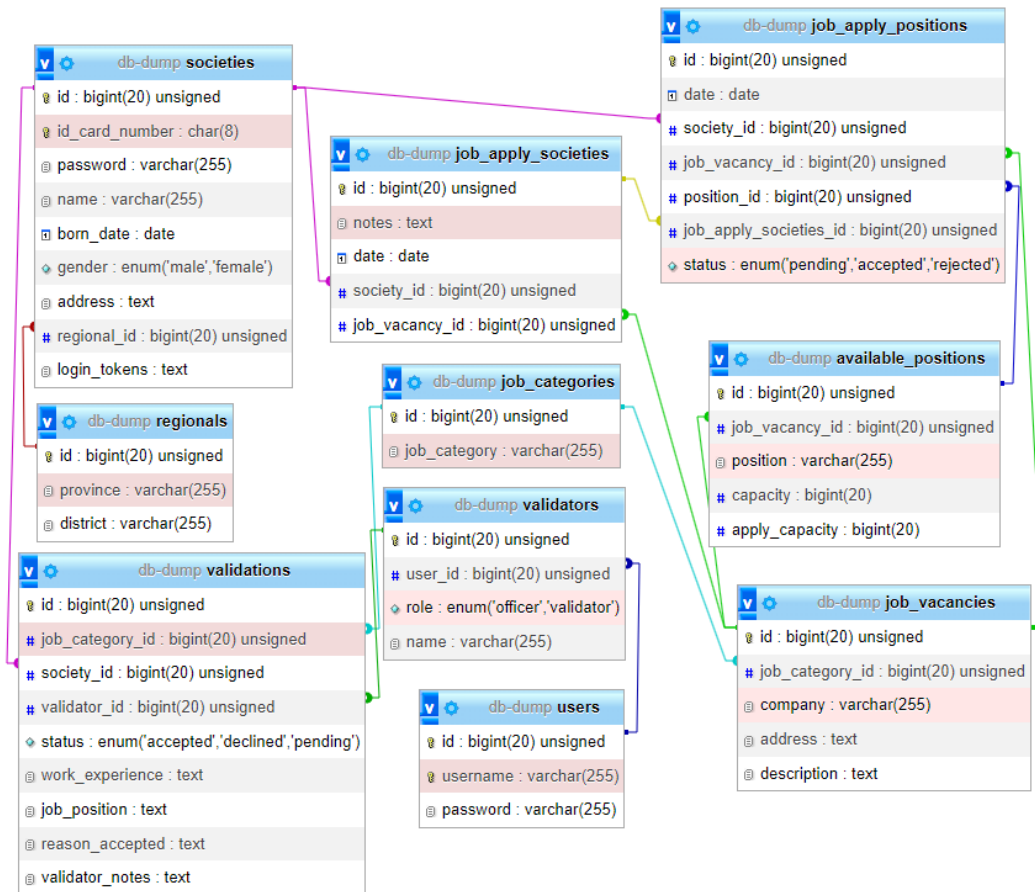 db-dump societies
id : bigint(20) unsigned
id_card_number : char(8)
password : varchar(255)
name : varchar(255)
born_date : date
gender : enum('male','female')
address : text
regional_id : bigint(20) unsigned
login_tokens : text
db-dump regionals
id : bigint(20) unsigned
province : varchar(255)
district : varchar(255)
db-dump validations
id : bigint(20) unsigned
job_category_id : bigint(20) unsigned
society_id : bigint(20) unsigned
validator_id : bigint(20) unsigned
status : enum('accepted','declined','pending')
work_experience : text
job_position : text
reason_accepted : text
validator_notes : text
db-dump job_apply_societies
id : bigint(20) unsigned
notes : text
date : date
society_id : bigint(20) unsigned
job_vacancy_id : bigint(20) unsigned
db-dump job_categories
id : bigint(20) unsigned
job_category : varchar(255)
db-dump validators
id : bigint(20) unsigned
user_id : bigint(20) unsigned
role : enum('officer','validator')
name : varchar(255)
db-dump users
id : bigint(20) unsigned
username : varchar(255)
password : varchar(255)
db-dump job_apply_positions
id : bigint(20) unsigned
date : date
society_id : bigint(20) unsigned
job_vacancy_id : bigint(20) unsigned
position_id : bigint(20) unsigned
job_apply_societies_id : bigint(20) unsigned
status : enum('pending','accepted','rejected')
db-dump available_positions
id : bigint(20) unsigned
job_vacancy_id : bigint(20) unsigned
position : varchar(255)
capacity : bigint(20)
apply_capacity : bigint(20)
db-dump job_vacancies
id : bigint(20) unsigned
job_category_id : bigint(20) unsigned
company : varchar(255)
address : text
description : text